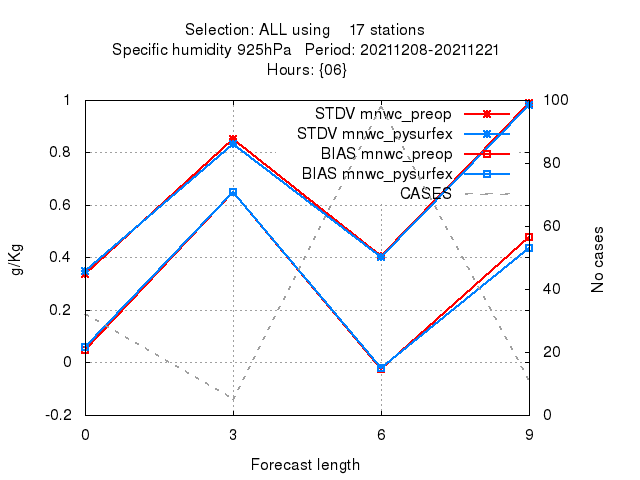 Selection: ALL using    17 stations
Specific humidity 925hPa   Period: 20211208-20211221
Hours: {06}
1
0.8
0.6
0.4
0.2
0
-0.2
g/Kg
STDV mnwc_preop
STDV mnwc_pysurfex
BIAS mnwc_preop
BIAS mnwc_pysurfex
CASES
100
80
60
40
20
0
No cases
0
3
6
9
Forecast length